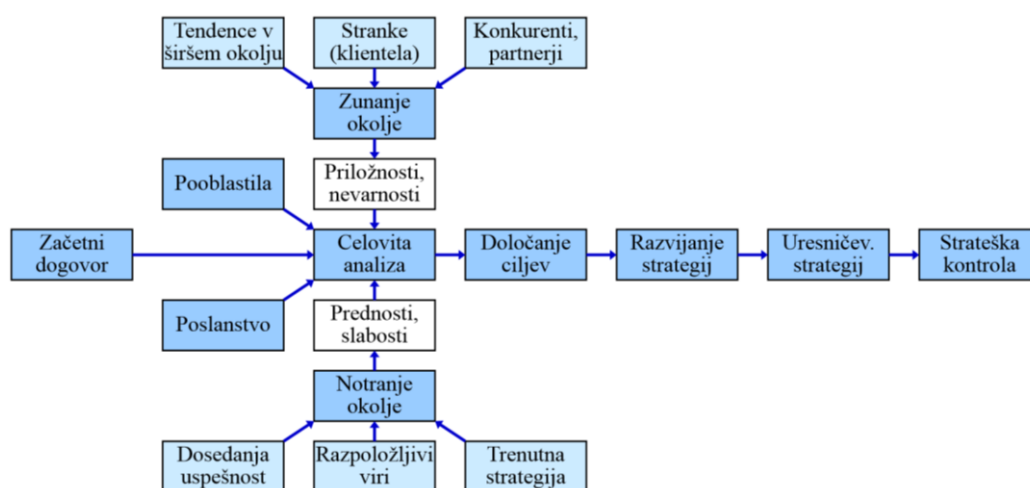 Tendence v
širšem okolju
Stranke
(klientela)
Konkurenti,
partnerji
Zunanje
okolje
Pooblastila
Priložnosti,
nevarnosti
Začetni
dogovor
Celovita
analiza
Določanje
ciljev
Razvijanje
strategij
Uresničev.
strategij
Strateška
kontrola
Poslanstvo
Prednosti,
slabosti
Notranje
okolje
Dosedanja
uspešnost
Razpoložljivi
viri
Trenutna
strategija